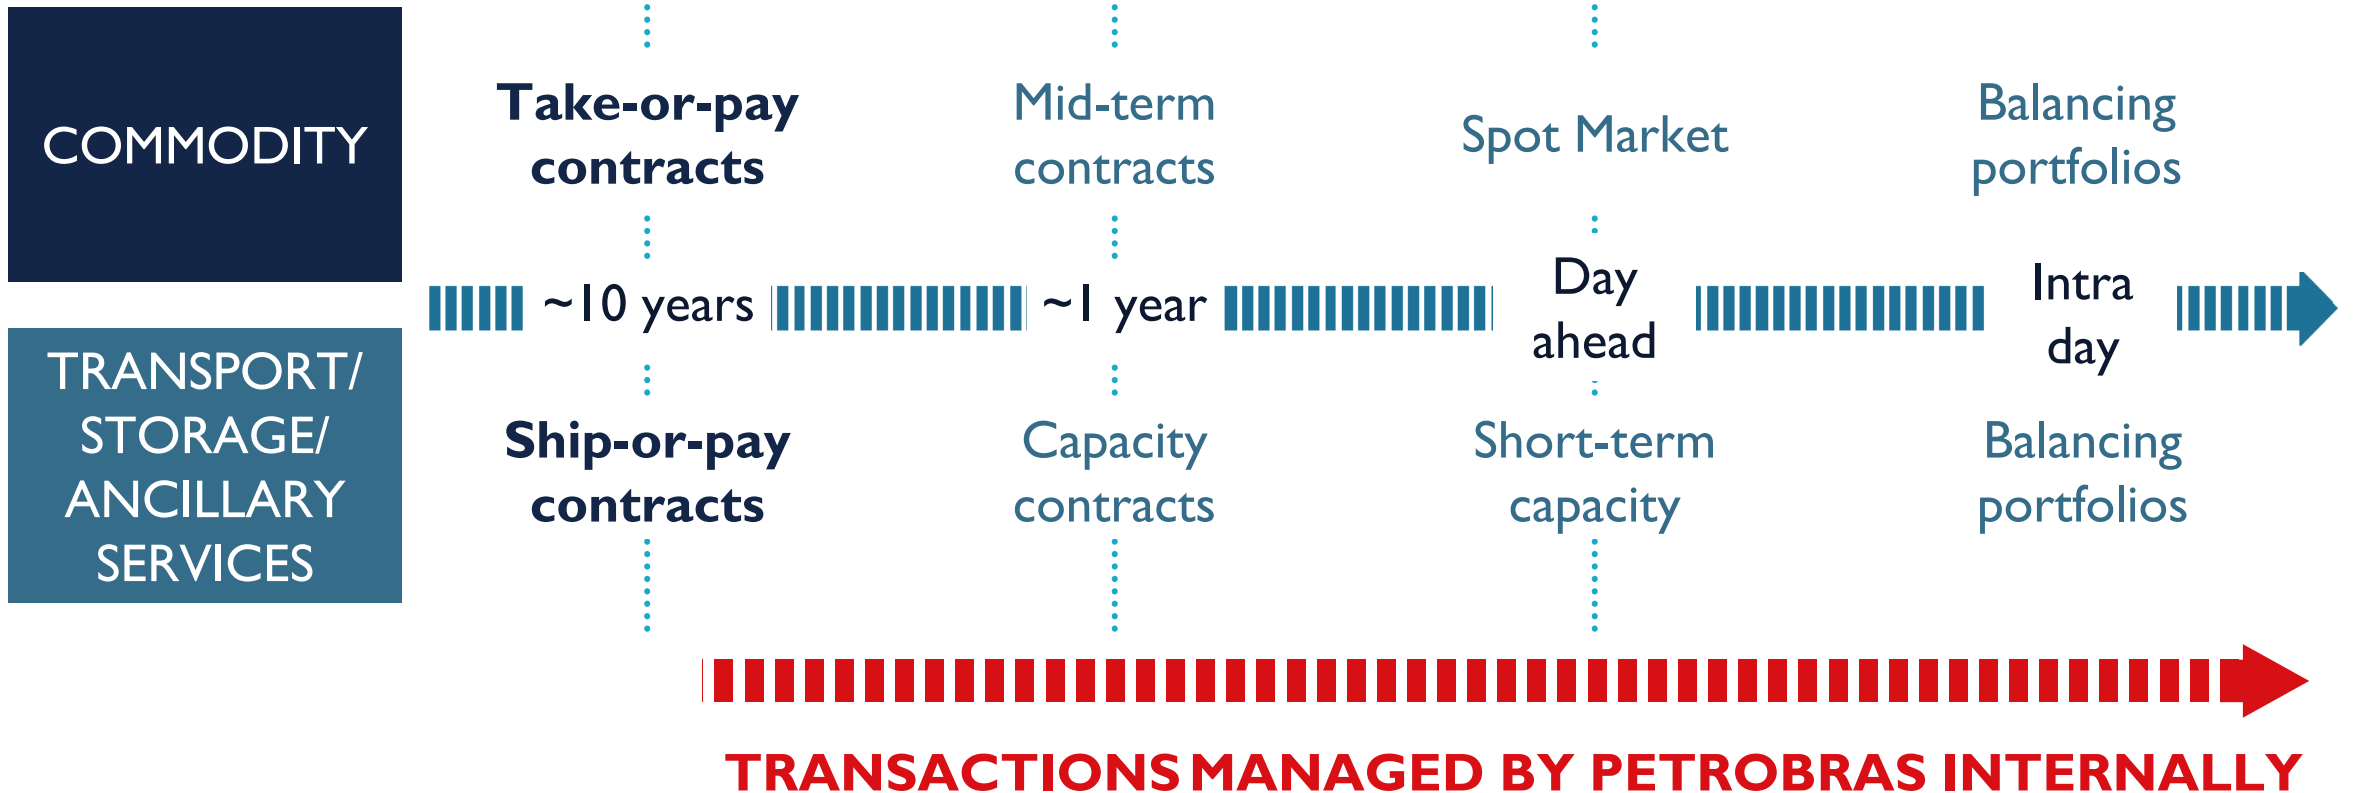 COMMODITY
Take-or-pay
contracts
Mid-term
contracts
Spot Market
Balancing
portfolios
~10 years
~1 year
Day
ahead
Intra
day
TRANSPORT/
STORAGE/
ANCILLARY
SERVICES
Ship-or-pay
contracts
Capacity
contracts
Short-term
capacity
Balancing
portfolios
TRANSACTIONS MANAGED BY PETROBRAS INTERNALLY